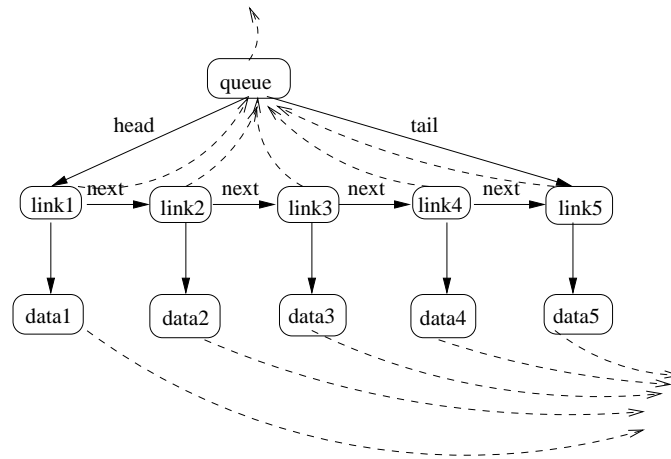 queue
head
tail
next
next
next
next
link1
link2
link3
link4
link5
data1
data2
data3
data4
data5